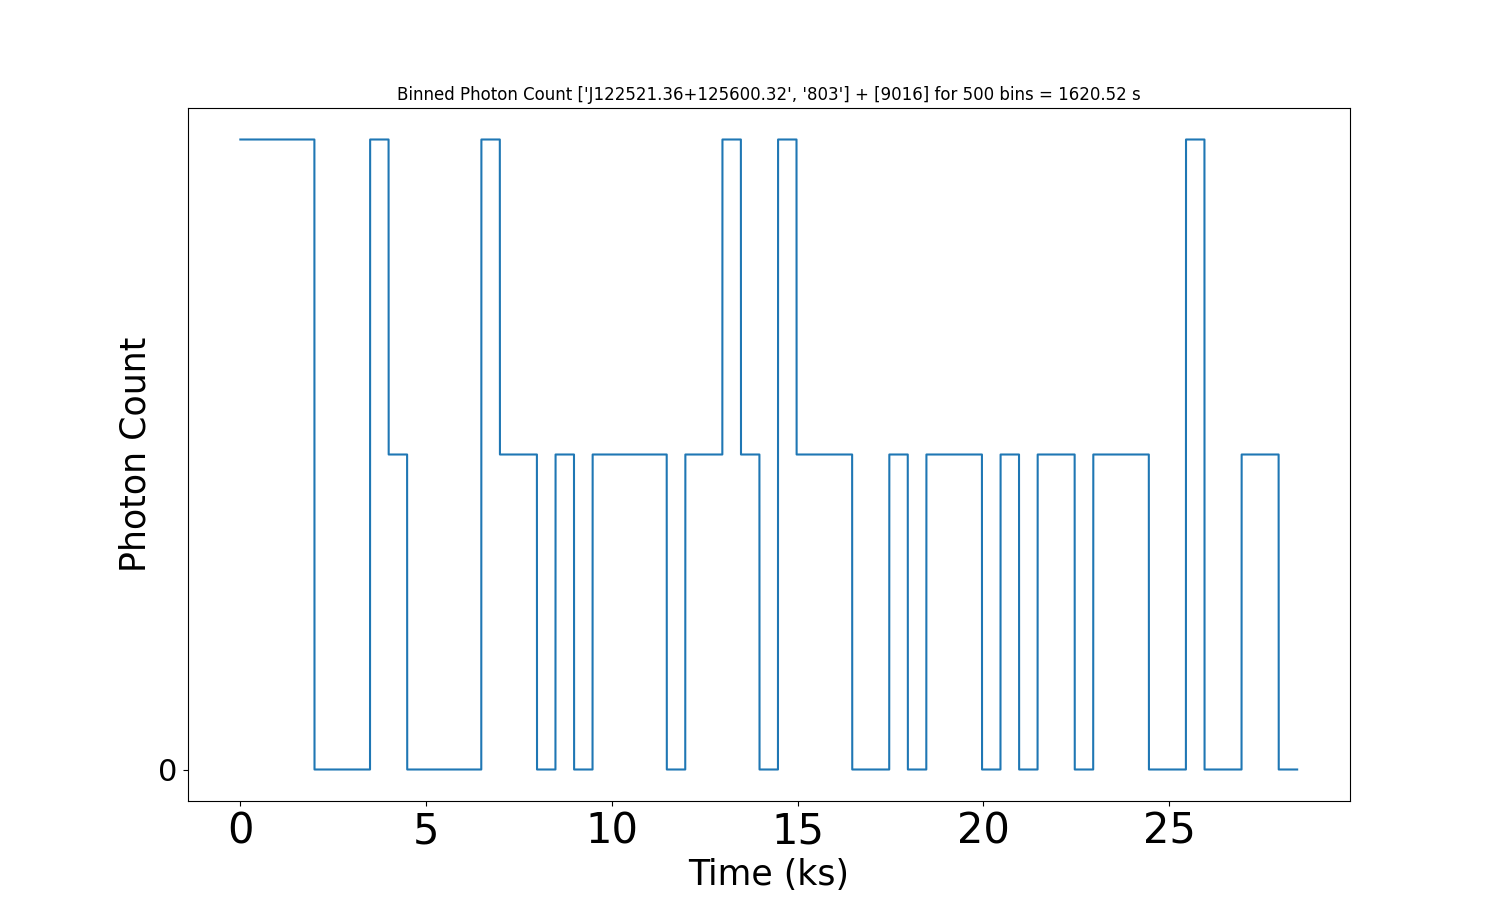 Binned Photon Count ['J122521.36+125600.32', '803'] + [9016] for 500 bins = 1620.52 s
Photon Count
0
0 5 10 15 20 25
Time (ks)